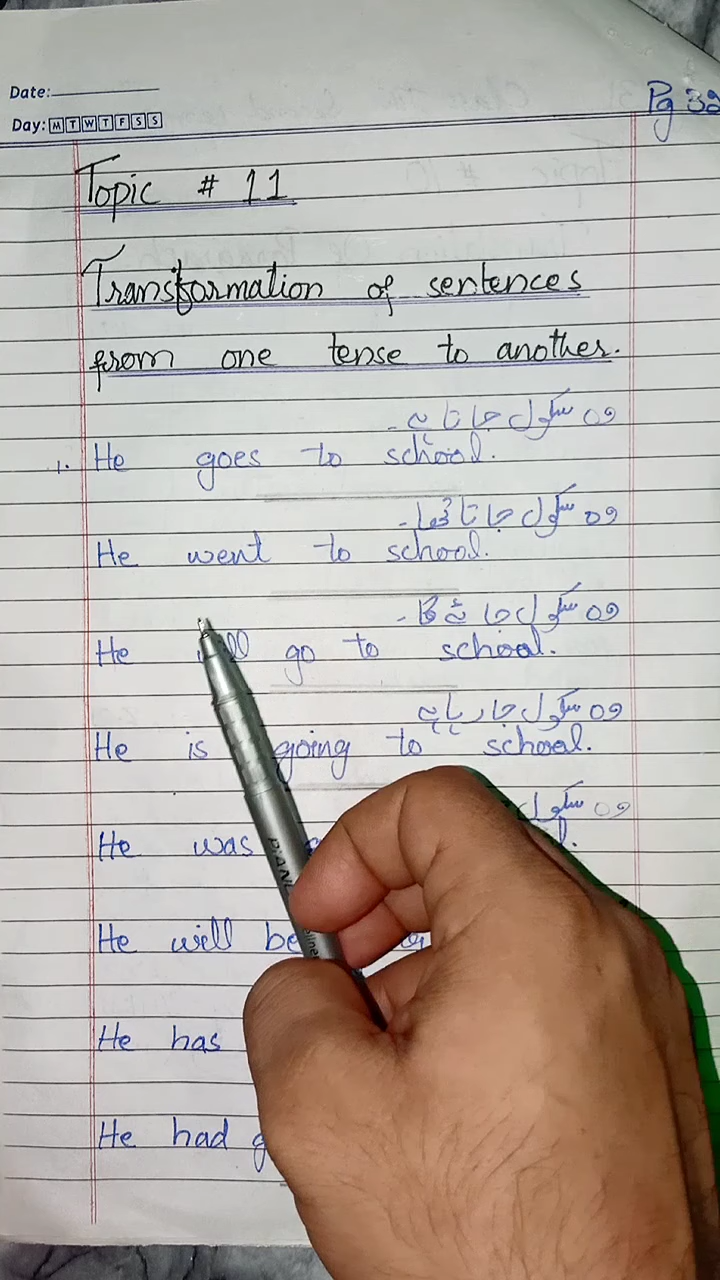 Date:
Day: M T W T F S S
Pg 32
Topic # 11
Transformation of sentences
from one tense to another.
وہ سکول جاتا ہے۔
1. He goes to school.
وہ سکول جاتا تھا۔
He went to school.
وہ سکول جائے گا۔
He will go to school.
وہ سکول جا رہا ہے
He is going to school.
وہ سکول
He was
He will be
He has
He had